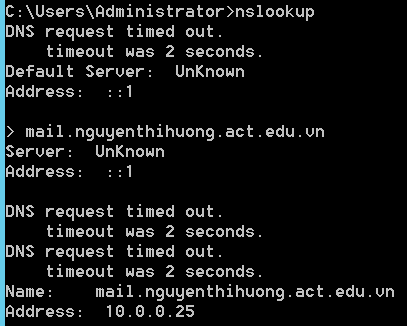 C:\Users\Administrator>nslookup
DNS request timed out.
    timeout was 2 seconds.
Default Server:  UnKnown
Address:  ::1

> mail.nguyenthihuong.act.edu.vn
Server:  UnKnown
Address:  ::1

DNS request timed out.
    timeout was 2 seconds.
DNS request timed out.
    timeout was 2 seconds.
Name:    mail.nguyenthihuong.act.edu.vn
Address:  10.0.0.25